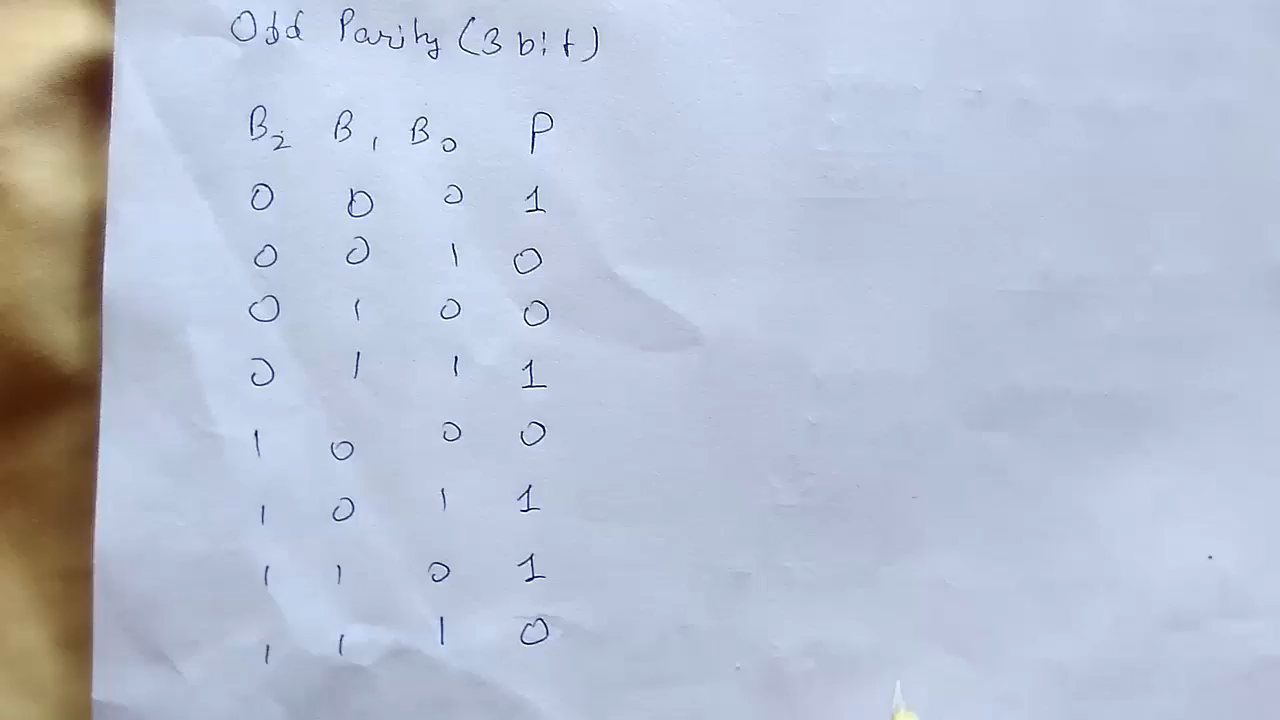 Odd Parity (3 bit)
B2 B1 B0 P
0 0 0 1
0 0 1 0
0 1 0 0
0 1 1 1
1 0 0 0
1 0 1 1
1 1 0 1
1 1 1 0